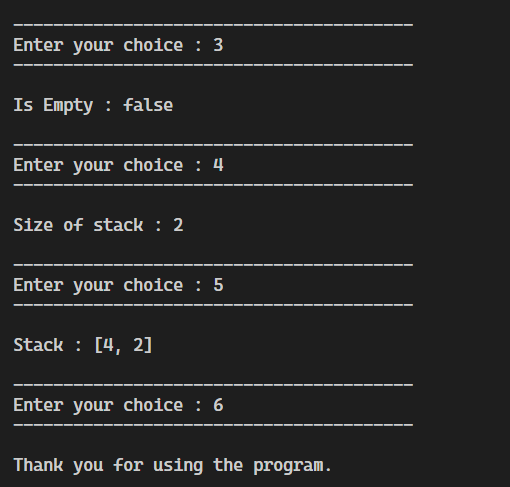 ----------------------------------------
Enter your choice : 3
----------------------------------------
Is Empty : false
----------------------------------------
Enter your choice : 4
----------------------------------------
Size of stack : 2
----------------------------------------
Enter your choice : 5
----------------------------------------
Stack : [4, 2]
----------------------------------------
Enter your choice : 6
----------------------------------------
Thank you for using the program.